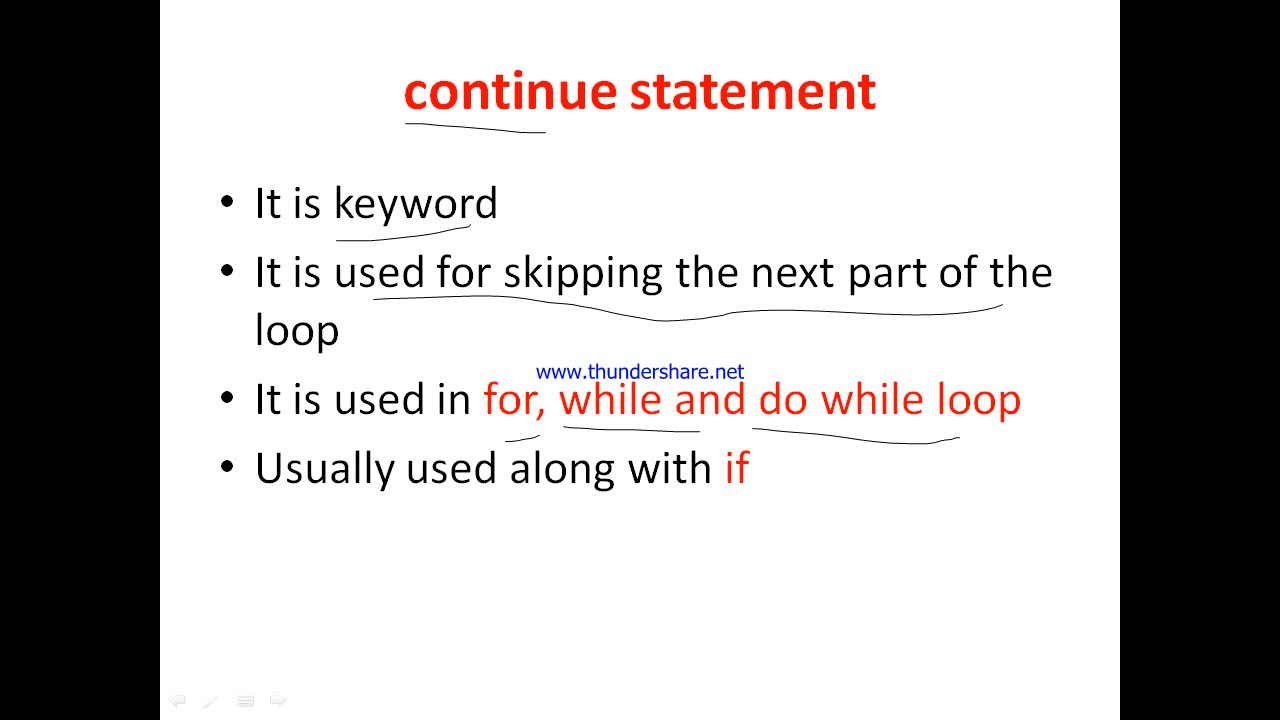 continue statement
• It is keyword
• It is used for skipping the next part of the
loop
www.thundershare.net
• It is used in for, while and do while loop
• Usually used along with if